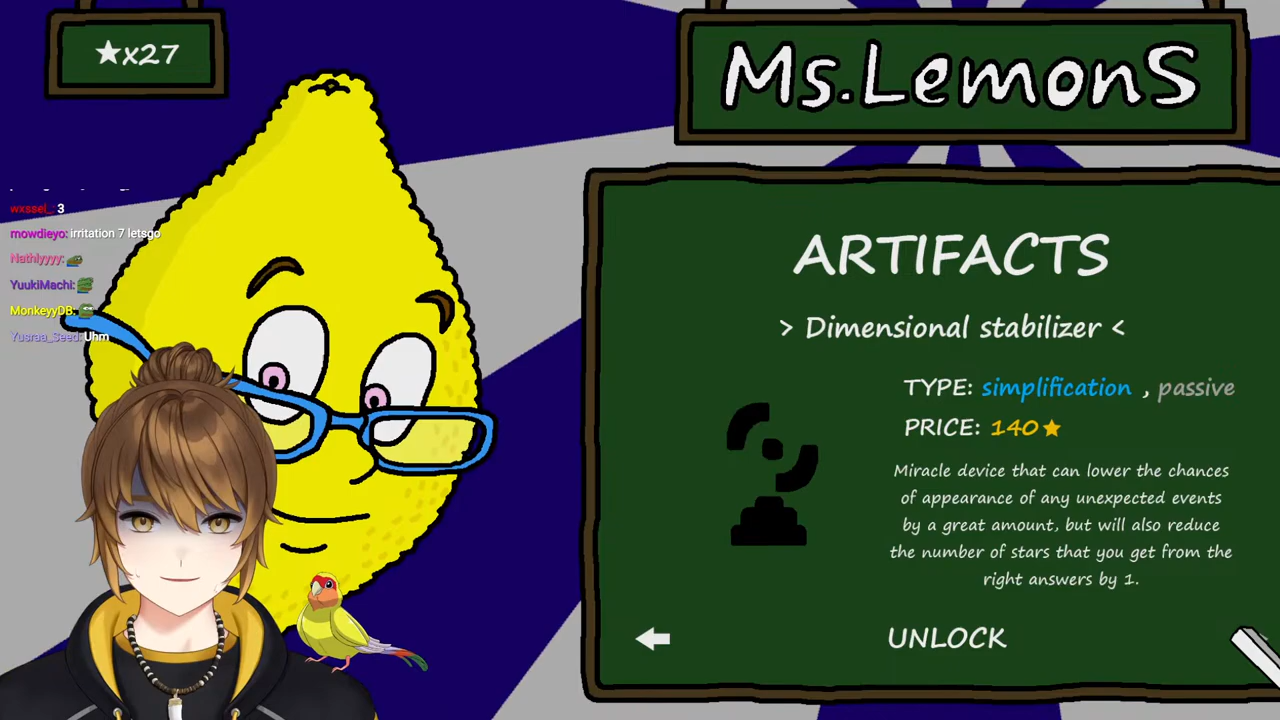 ★x27
Ms.LemonS
wxssel_: 3
mowdieyo: irritation 7 letsgo
Nathlyyyy:
YuukiMachi:
MonkeyyDB:
Yusraa_Seed: Uhm
ARTIFACTS
> Dimensional stabilizer <
TYPE: simplification , passive
PRICE: 140★
Miracle device that can lower the chances
of appearance of any unexpected events
by a great amount, but will also reduce
the number of stars that you get from the
right answers by 1.
UNLOCK